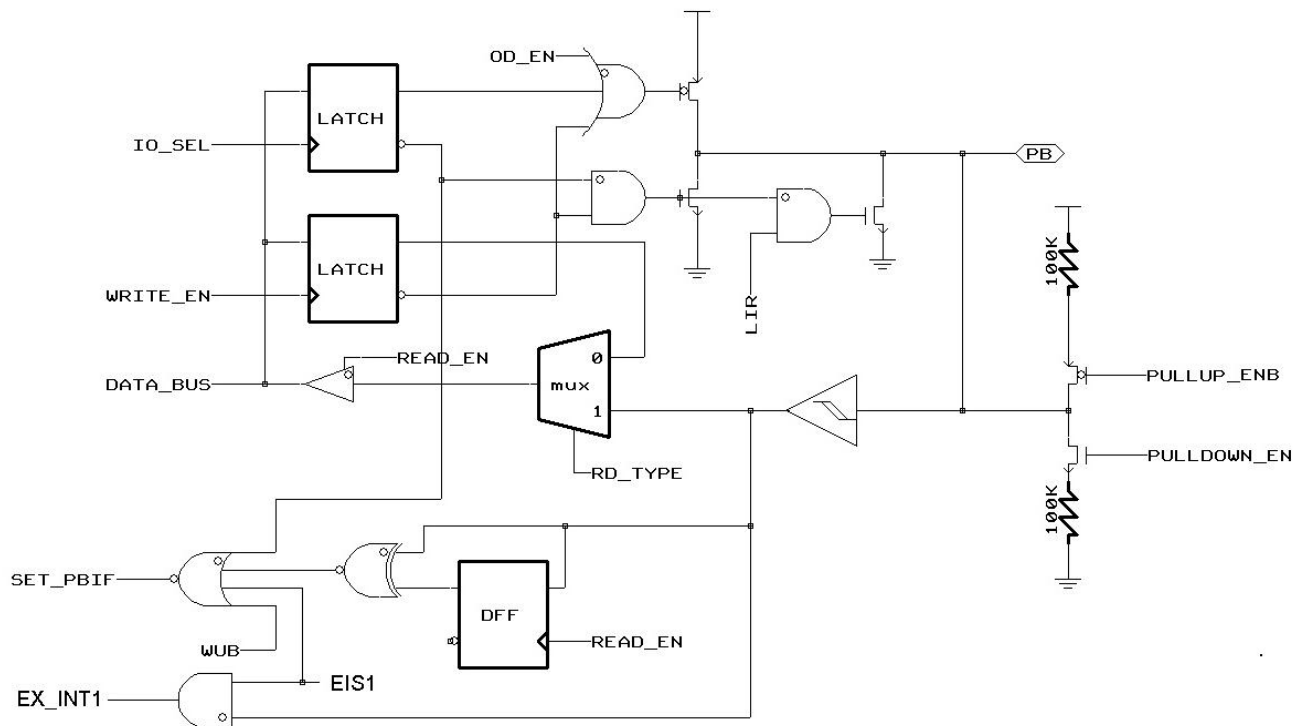 OD_EN
LATCH
IO_SEL
PB
LATCH
WRITE_EN
LIR
100K
READ_EN
DATA_BUS
mux
0
1
PULLUP_ENB
RD_TYPE
PULLDOWN_EN
100K
SET_PBIF
DFF
READ_EN
WUB
EX_INT1
EIS1